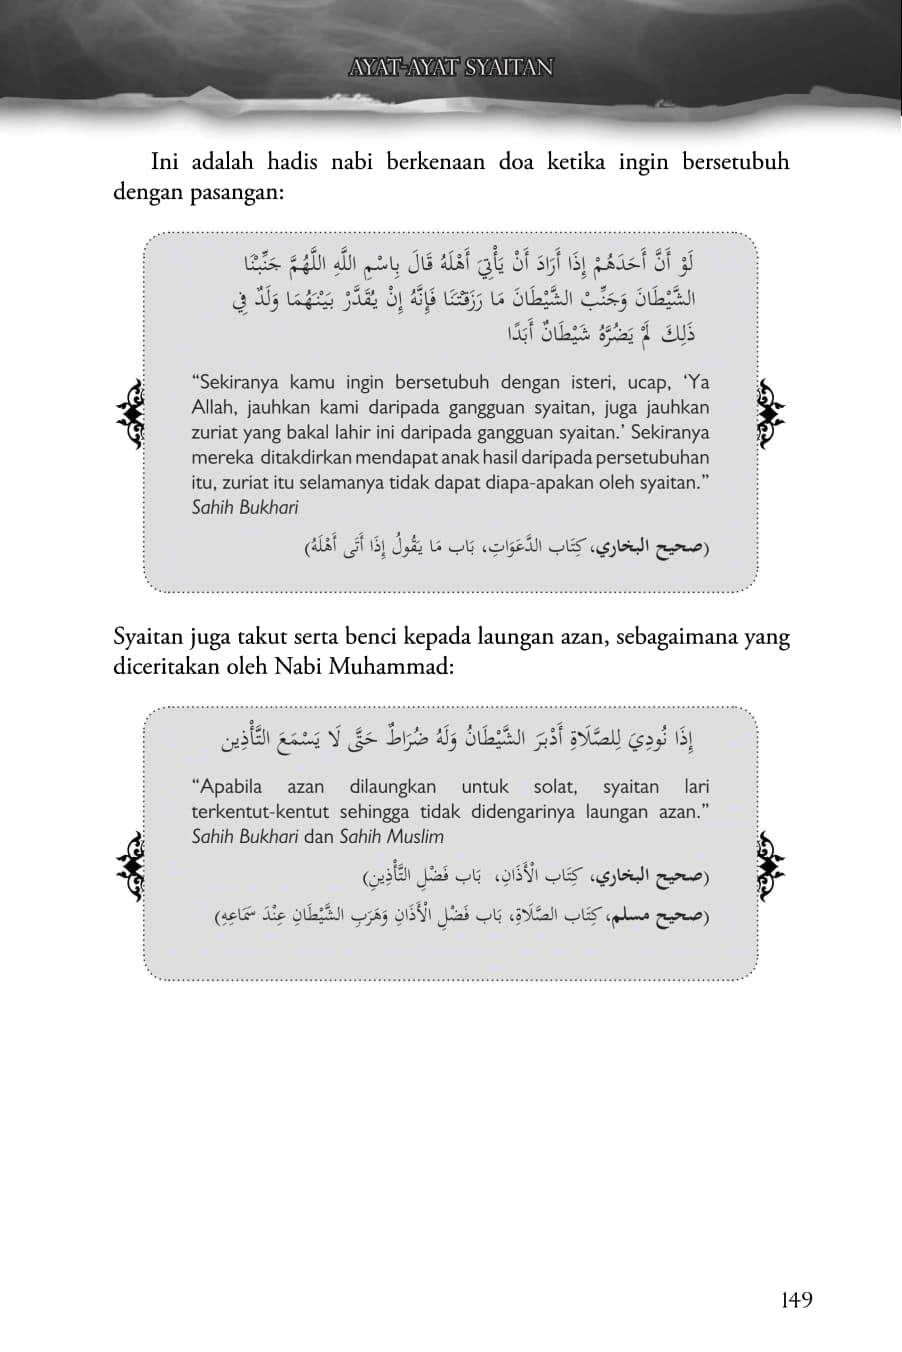 AYAT-AYAT SYAITAN
Ini adalah hadis nabi berkenaan doa ketika ingin bersetubuh
dengan pasangan:
لَوْ أَنَّ أَحَدَهُمْ إِذَا أَرَادَ أَنْ يَأْتِيَ أَهْلَهُ قَالَ بِاسْمِ اللَّهِ اللَّهُمَّ جَنِّبْنَا
الشَّيْطَانَ وَجَنِّبْ الشَّيْطَانَ مَا رَزَقْتَنَا فَإِنَّهُ إِنْ يُقَدَّرْ بَيْنَهُمَا وَلَدٌ فِي
ذَلِكَ لَمْ يَضُرَّهُ شَيْطَانٌ أَبَدًا
“Sekiranya kamu ingin bersetubuh dengan isteri, ucap, ‘Ya
Allah, jauhkan kami daripada gangguan syaitan, juga jauhkan
zuriat yang bakal lahir ini daripada gangguan syaitan.’ Sekiranya
mereka ditakdirkan mendapat anak hasil daripada persetubuhan
itu, zuriat itu selamanya tidak dapat diapa-apakan oleh syaitan.”
Sahih Bukhari
(صحيح البخاري، كِتَاب الدَّعَوَاتِ، بَاب مَا يَقُولُ إِذَا أَتَى أَهْلَهُ)
Syaitan juga takut serta benci kepada laungan azan, sebagaimana yang
diceritakan oleh Nabi Muhammad:
إِذَا نُودِيَ لِلصَّلَاةِ أَدْبَرَ الشَّيْطَانُ وَلَهُ ضُرَاطٌ حَتَّى لَا يَسْمَعَ التَّأْذِين
“Apabila azan dilaungkan untuk solat, syaitan lari
terkentut-kentut sehingga tidak didengarinya laungan azan.”
Sahih Bukhari dan Sahih Muslim
(صحيح البخاري، كِتَاب الْأَذَانِ، بَاب فَضْلِ التَّأْذِينِ)
(صحيح مسلم، كِتَاب الصَّلَاةِ، بَاب فَضْلِ الْأَذَانِ وَهَرَبِ الشَّيْطَانِ عِنْدَ سَمَاعِهِ)
149